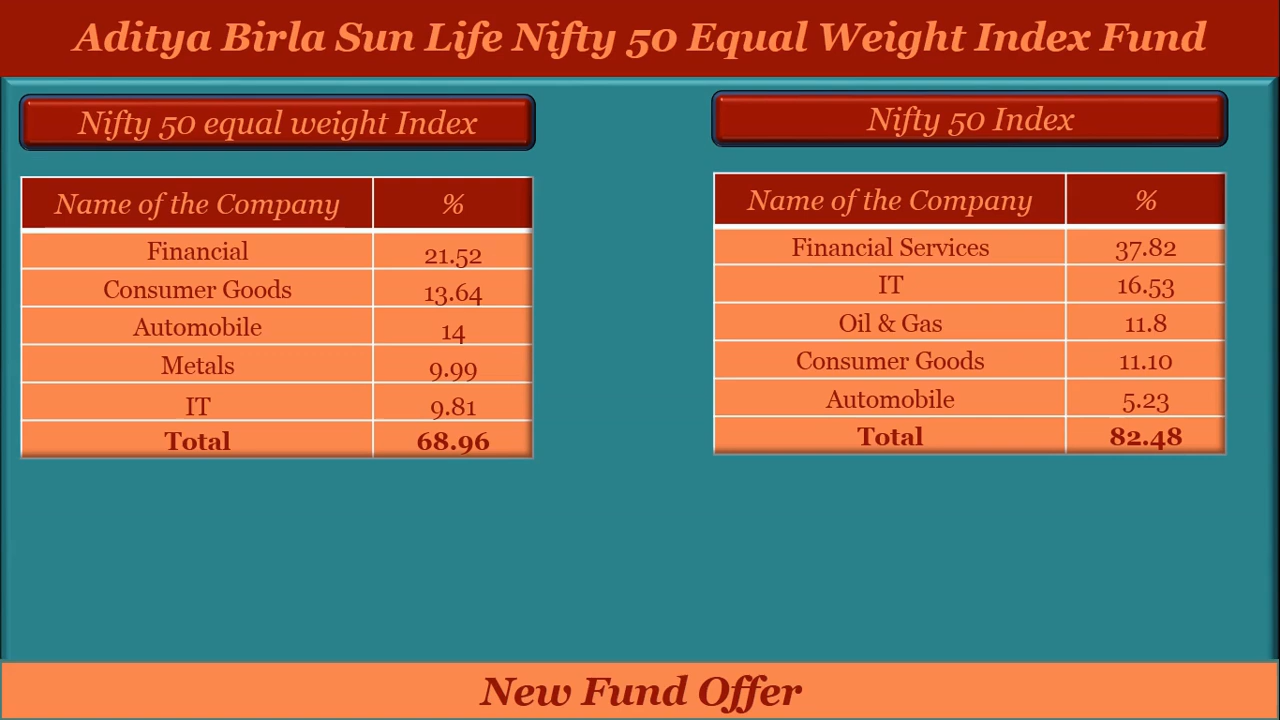 Aditya Birla Sun Life Nifty 50 Equal Weight Index Fund
Nifty 50 equal weight Index
Name of the Company %
Financial 21.52
Consumer Goods 13.64
Automobile 14
Metals 9.99
IT 9.81
Total 68.96
Nifty 50 Index
Name of the Company %
Financial Services 37.82
IT 16.53
Oil & Gas 11.8
Consumer Goods 11.10
Automobile 5.23
Total 82.48
New Fund Offer